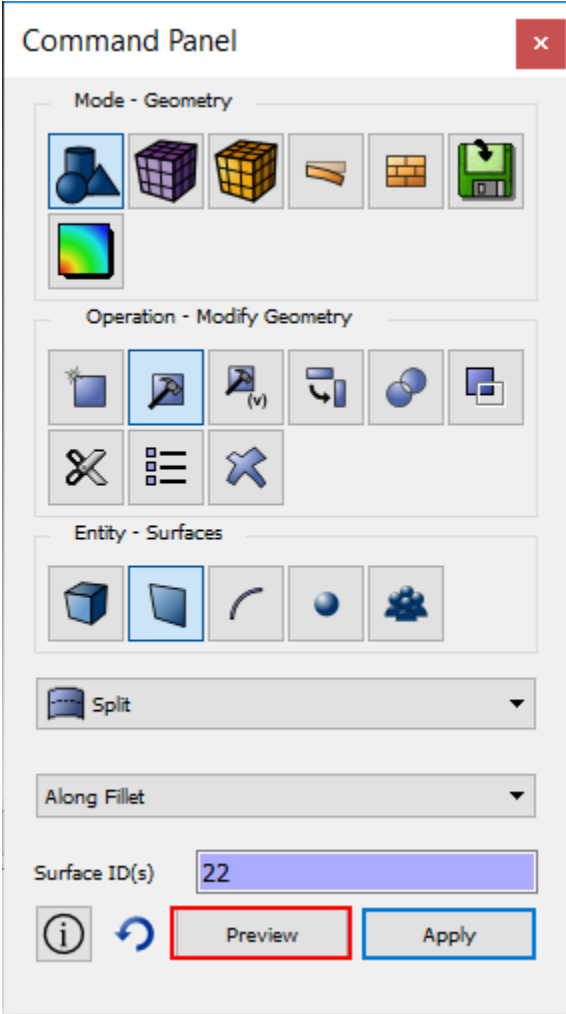 Command Panel
Mode - Geometry
Operation - Modify Geometry
(v)
Entity - Surfaces
Split
Along Fillet
Surface ID(s) 22
Preview Apply